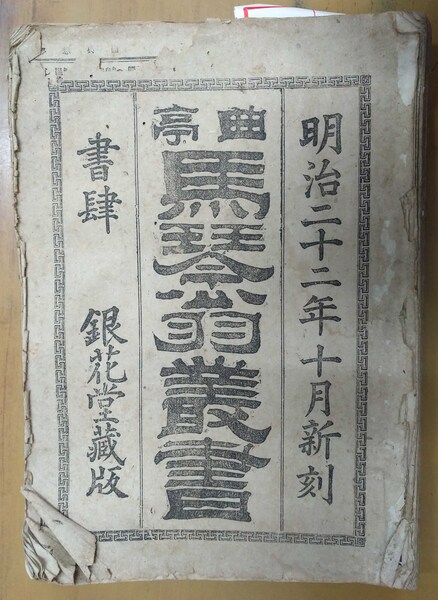 明治二十二年十月新刻
曲亭
馬琴翁叢書
書肆 銀花堂藏版